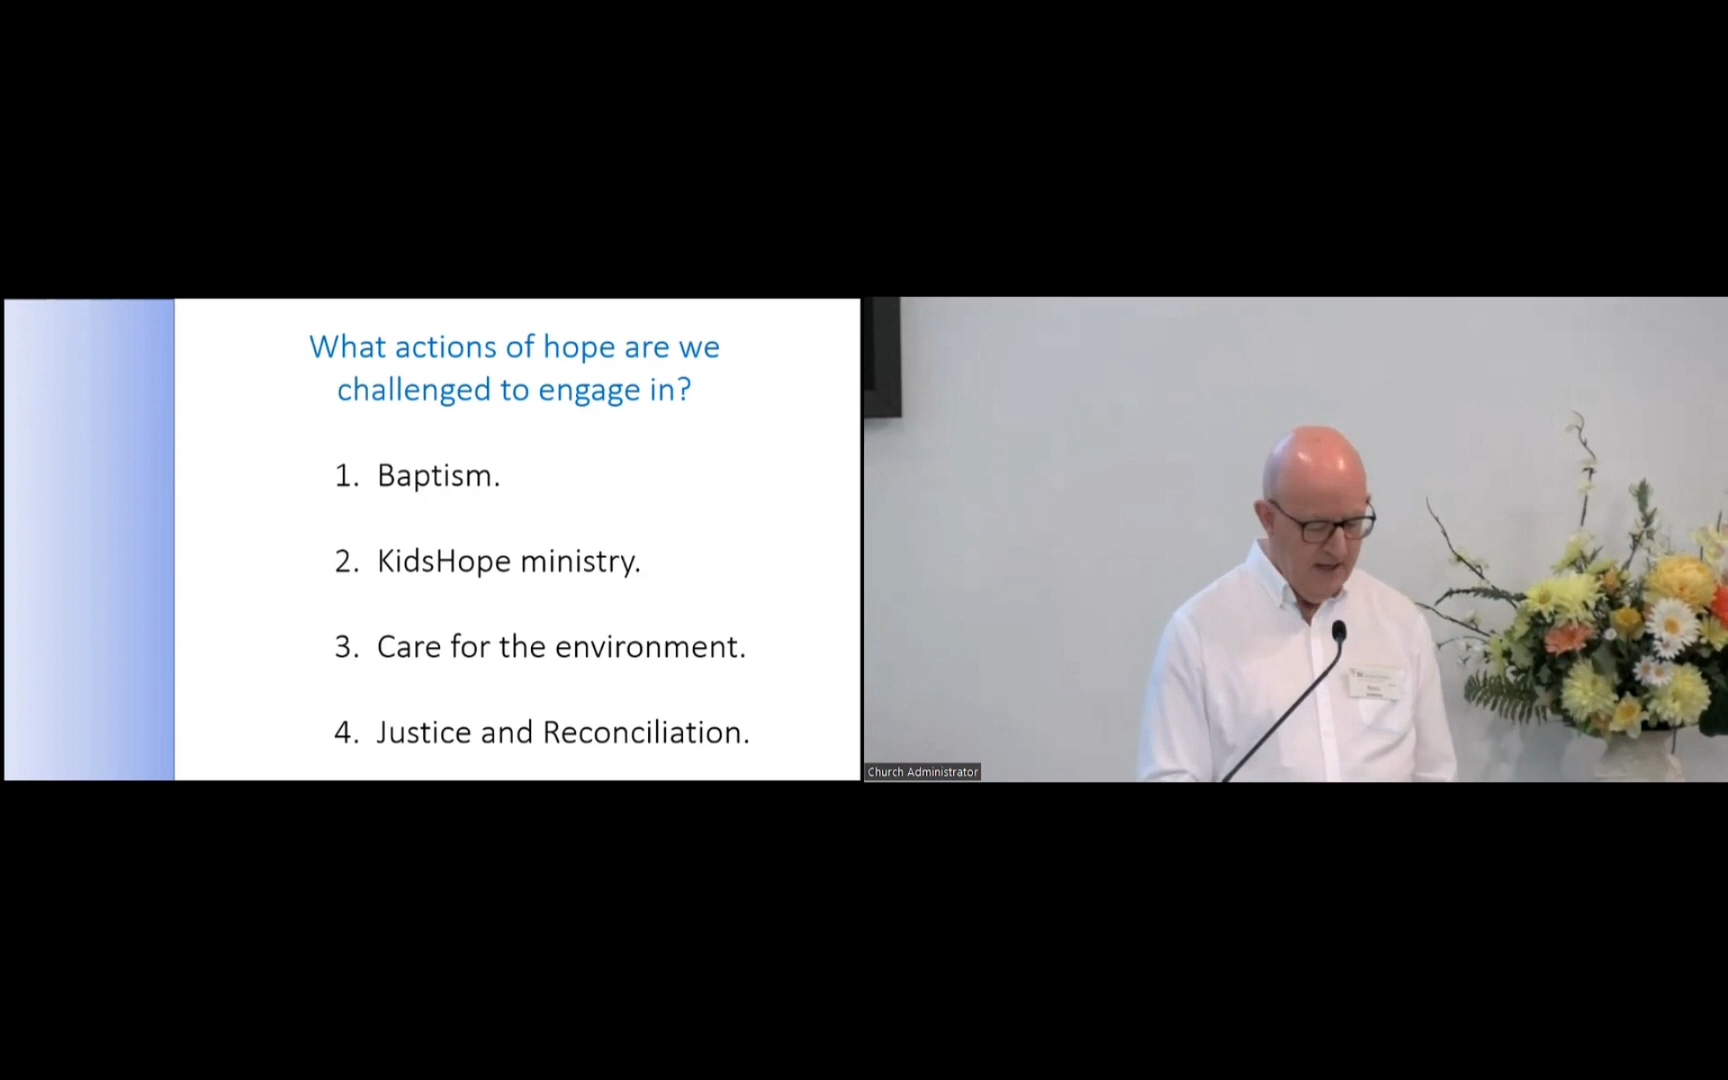 What actions of hope are we
challenged to engage in?
1. Baptism.
2. KidsHope ministry.
3. Care for the environment.
4. Justice and Reconciliation.
Church Administrator